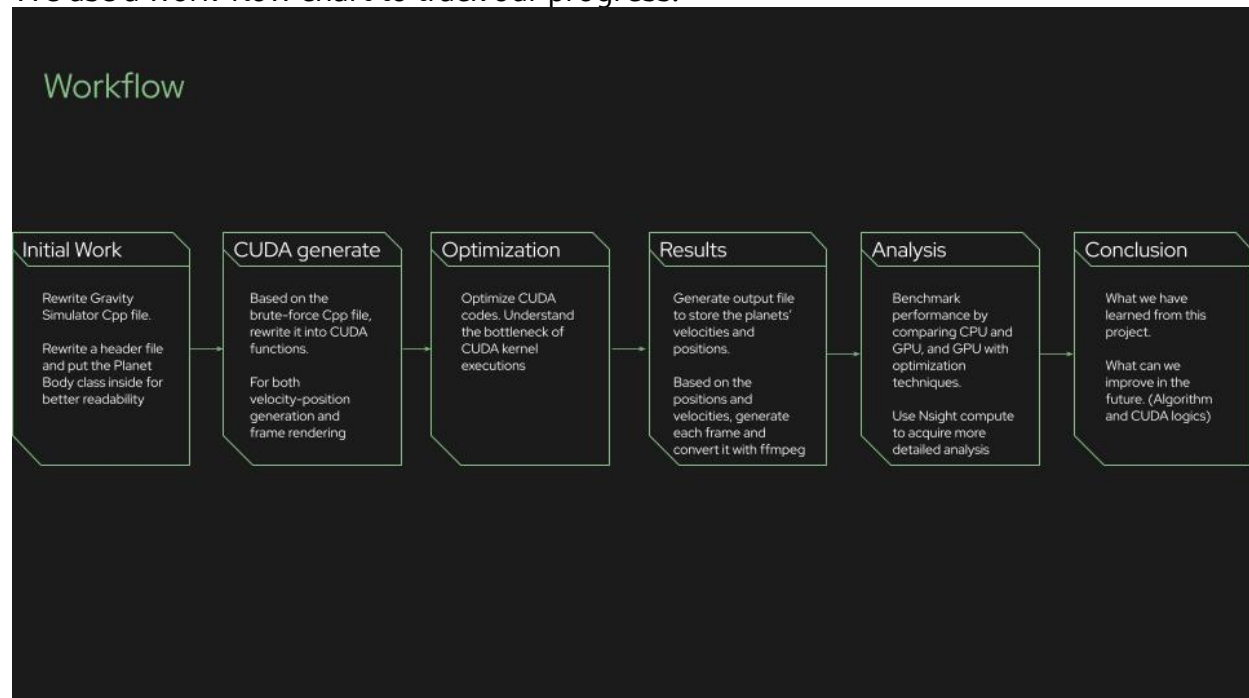 We use a work-flow chart to track our progress.
Workflow
Initial Work
Rewrite Gravity
Simulator Cpp file.
Rewrite a header file
and put the Planet
Body class inside for
better readability
CUDA generate
Based on the
brute-force Cpp file,
rewrite it into CUDA
functions.
For both
velocity-position
generation and
frame rendering
Optimization
Optimize CUDA
codes. Understand
the bottleneck of
CUDA kernel
executions
Results
Generate output file
to store the planets'
velocities and
positions.
Based on the
positions and
velocities, generate
each frame and
convert it with ffmpeg
Analysis
Benchmark
performance by
comparing CPU and
GPU, and GPU with
optimization
techniques.
Use Nsight compute
to acquire more
detailed analysis
Conclusion
What we have
learned from this
project.
What can we
improve in the
future. (Algorithm
and CUDA logics)